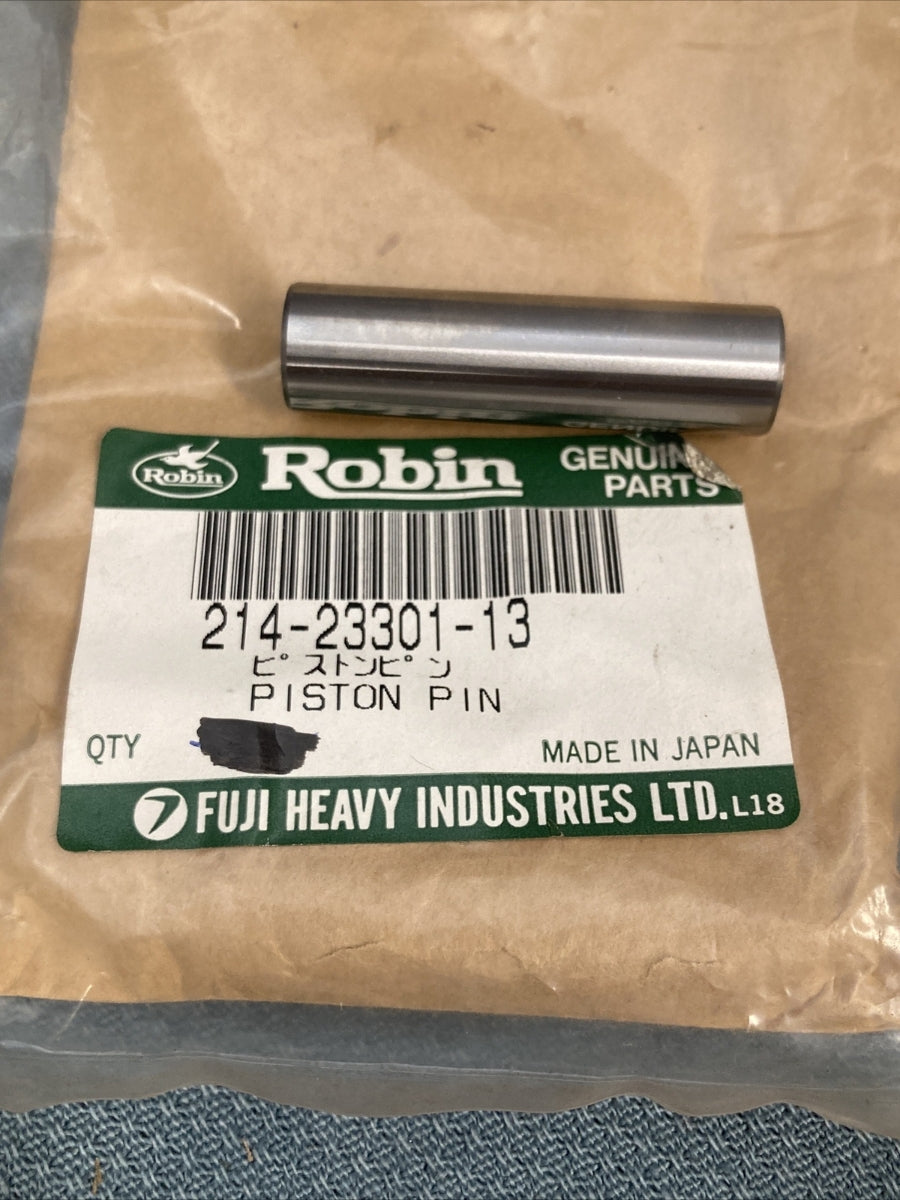 Robin
Robin
GENUIN
PARTS
214-23301-13
ピストンピン
PISTON PIN
QTY
MADE IN JAPAN
FUJI HEAVY INDUSTRIES LTD. L18